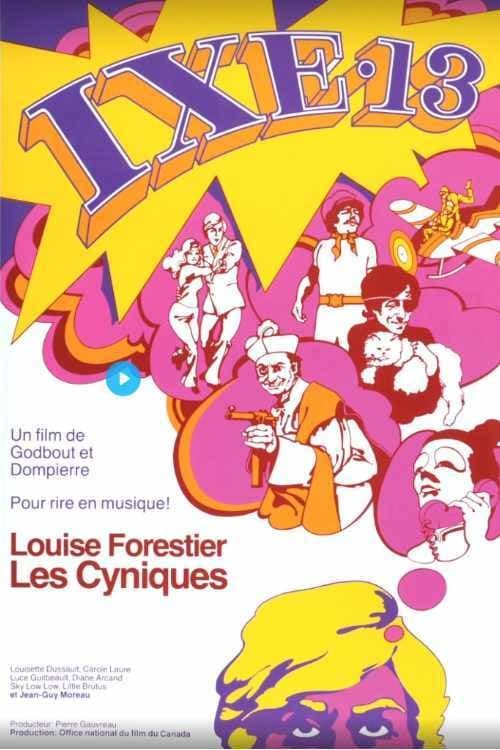 IXE·13
Un film de
Godbout et
Dompierre
Pour rire en musique!
Louise Forestier
Les Cyniques
Louisette Dussault, Carole Laure
Luce Guilbeault, Diane Arcand
Sky Low Low, Little Brutus
et Jean-Guy Moreau
Producteur: Pierre Gauvreau
Production: Office national du film du Canada